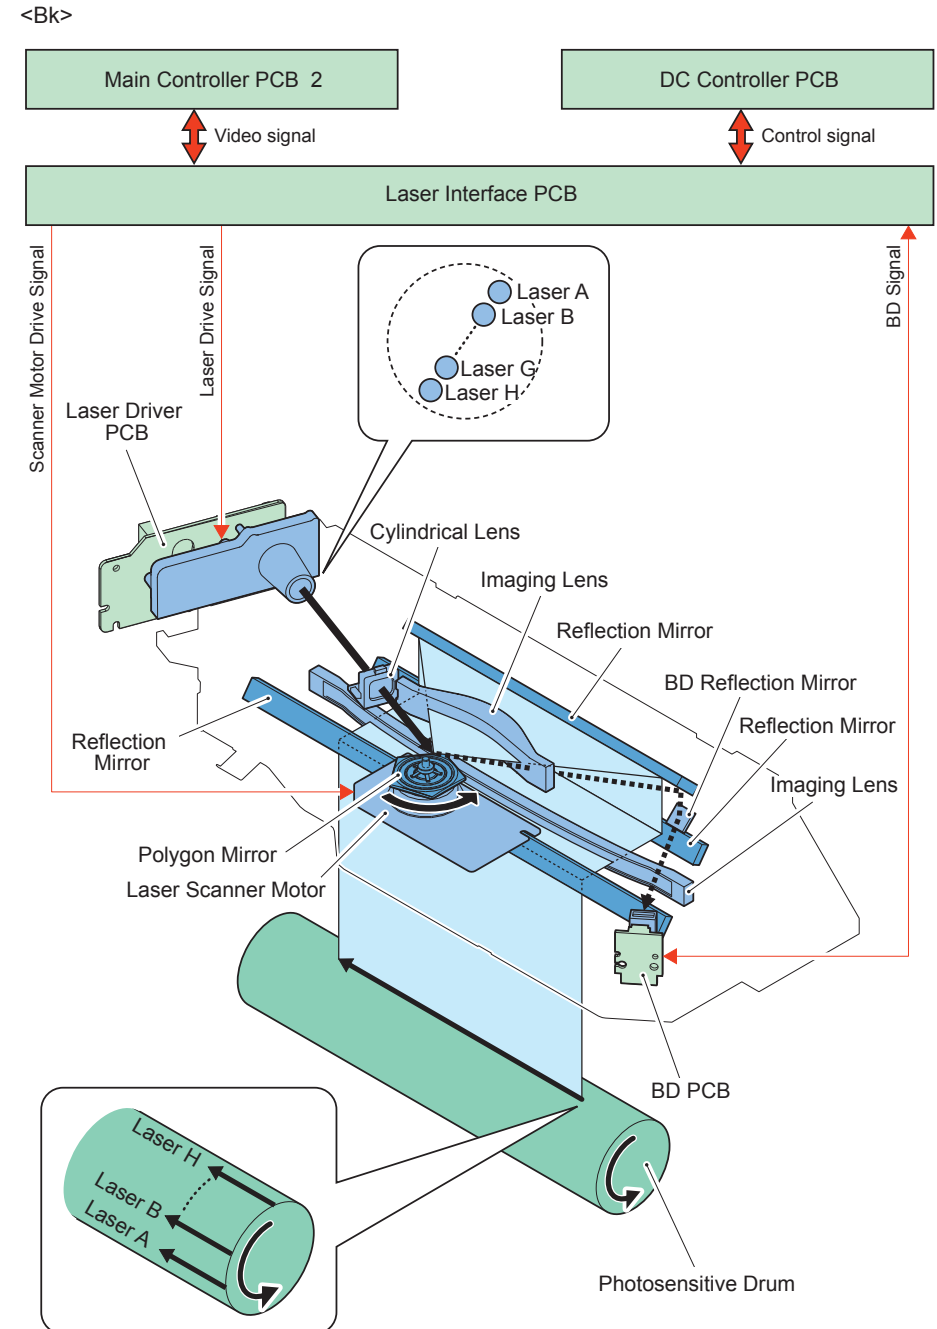 <Bk>
Main Controller PCB  2
DC Controller PCB
Video signal
Control signal
Laser Interface PCB
Scanner Motor Drive Signal
Laser Drive Signal
BD Signal
Laser A
Laser B
Laser G
Laser H
Laser Driver
PCB
Cylindrical Lens
Imaging Lens
Reflection Mirror
BD Reflection Mirror
Reflection Mirror
Reflection
Mirror
Imaging Lens
Polygon Mirror
Laser Scanner Motor
BD PCB
Laser H
Laser B
Laser A
Photosensitive Drum